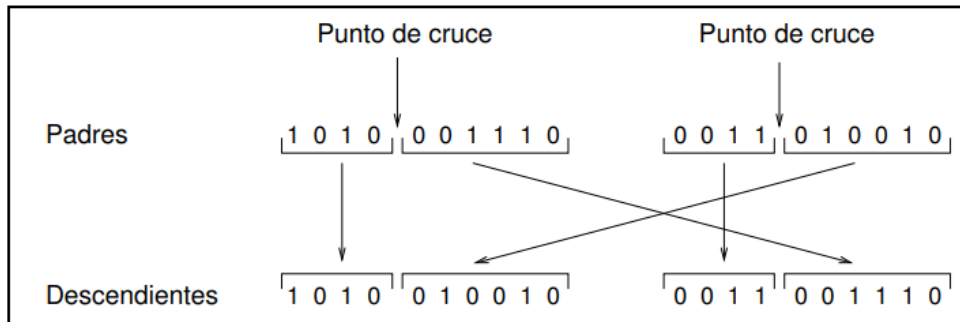 Punto de cruce Punto de cruce
Padres 1 0 1 0 0 0 1 1 1 0 0 0 1 1 0 1 0 0 1 0
Descendientes 1 0 1 0 0 1 0 0 1 0 0 0 1 1 0 0 1 1 1 0